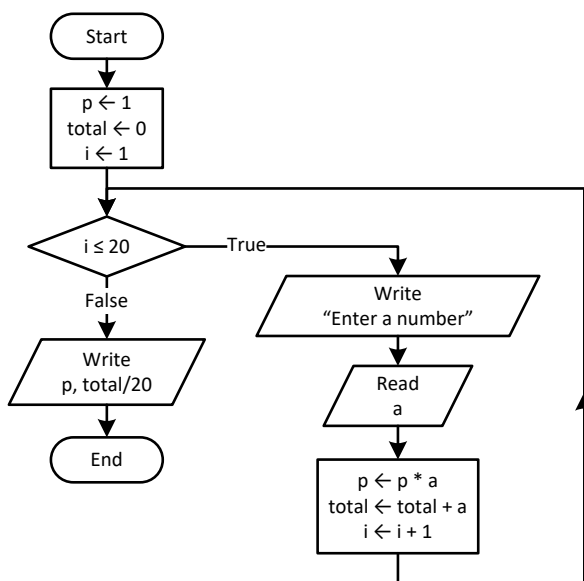 Start
p ← 1
total ← 0
i ← 1
i ≤ 20
True
False
Write
"Enter a number"
Write
p, total/20
Read
a
End
p ← p * a
total ← total + a
i ← i + 1